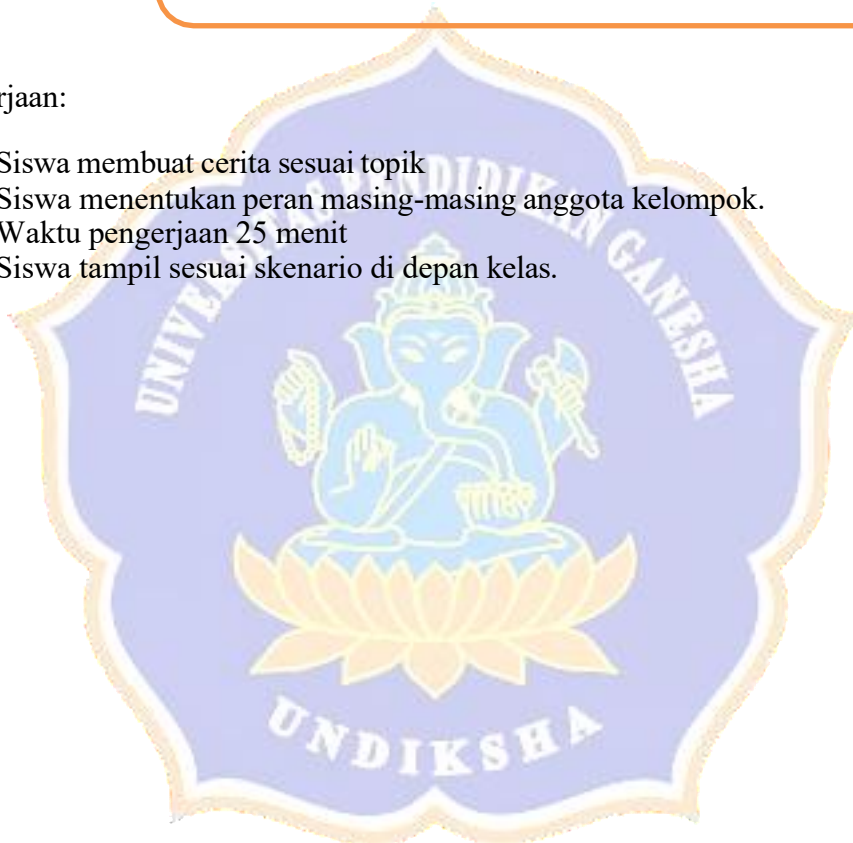 rjaan:
Siswa membuat cerita sesuai topik
Siswa menentukan peran masing-masing anggota kelompok.
Waktu pengerjaan 25 menit
Siswa tampil sesuai skenario di depan kelas.
UNIVERSITAS PENDIDIKAN GANESHA
UNDIKSHA